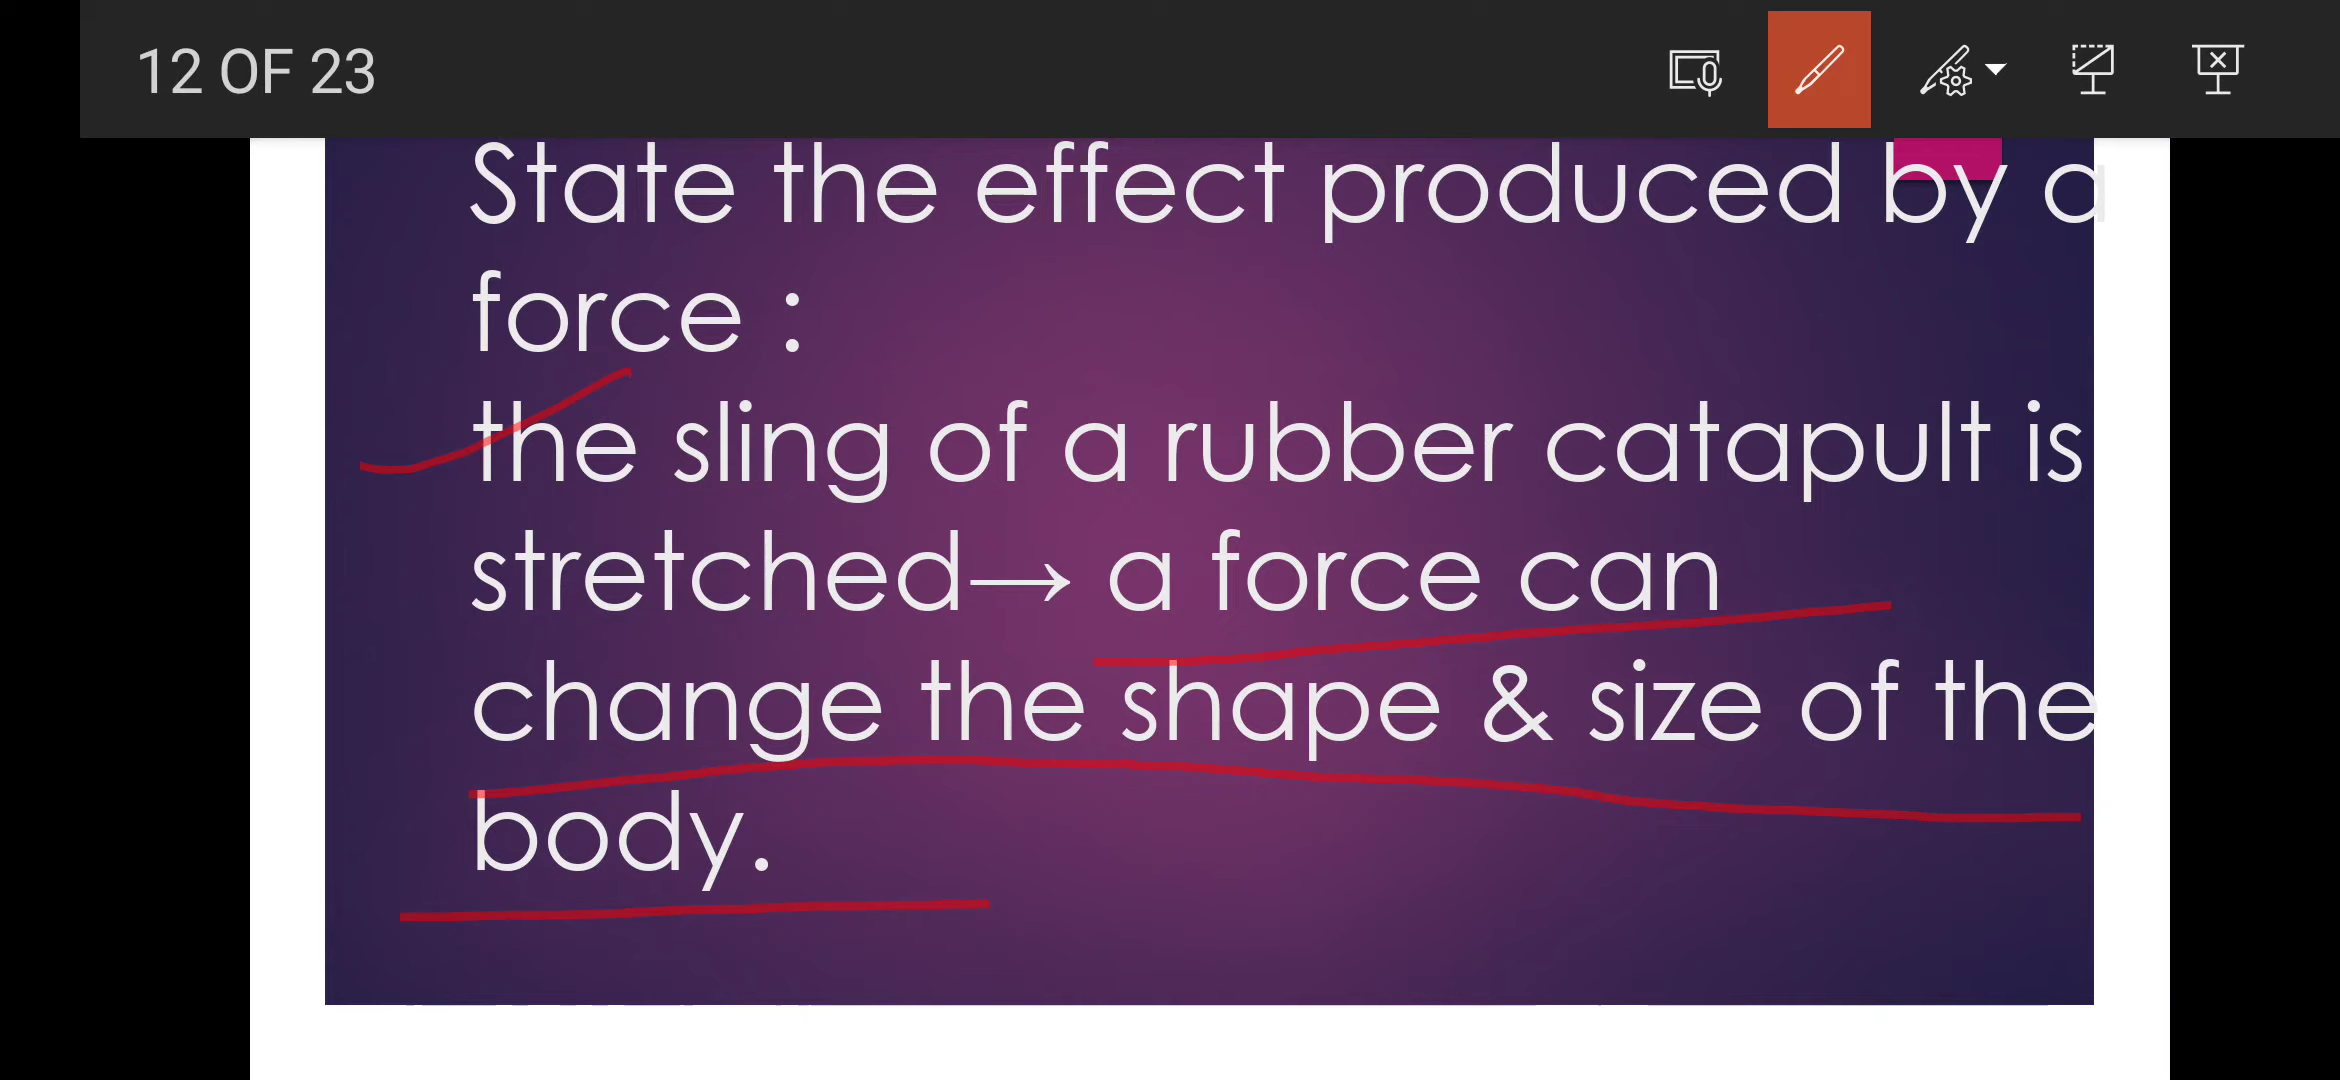 12 OF 23
State the effect produced by a
force :
the sling of a rubber catapult is
stretched→ a force can
change the shape & size of the
body.